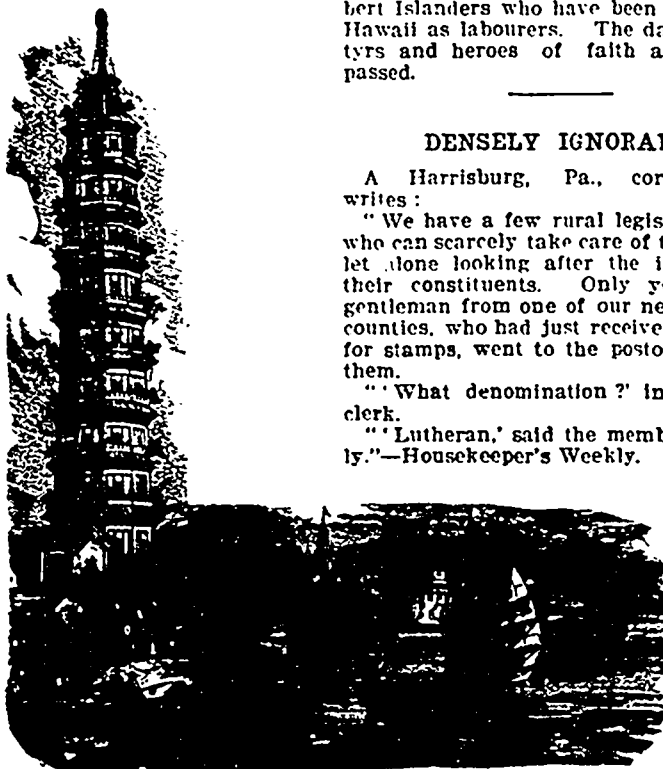 bert Islanders who have been
Hawaii as labourers. The da
tyrs and heroes of faith a
passed.
DENSELY IGNORAN
A Harrisburg, Pa., cor
writes :
" We have a few rural legis
who can scarcely take care of t
let alone looking after the i
their constituents. Only y
gentleman from one of our ne
counties, who had just receive
for stamps, went to the posto
them.
" ' What denomination ?' in
clerk.
" ' Lutheran,' said the memb
ly."—Housekeeper's Weekly.